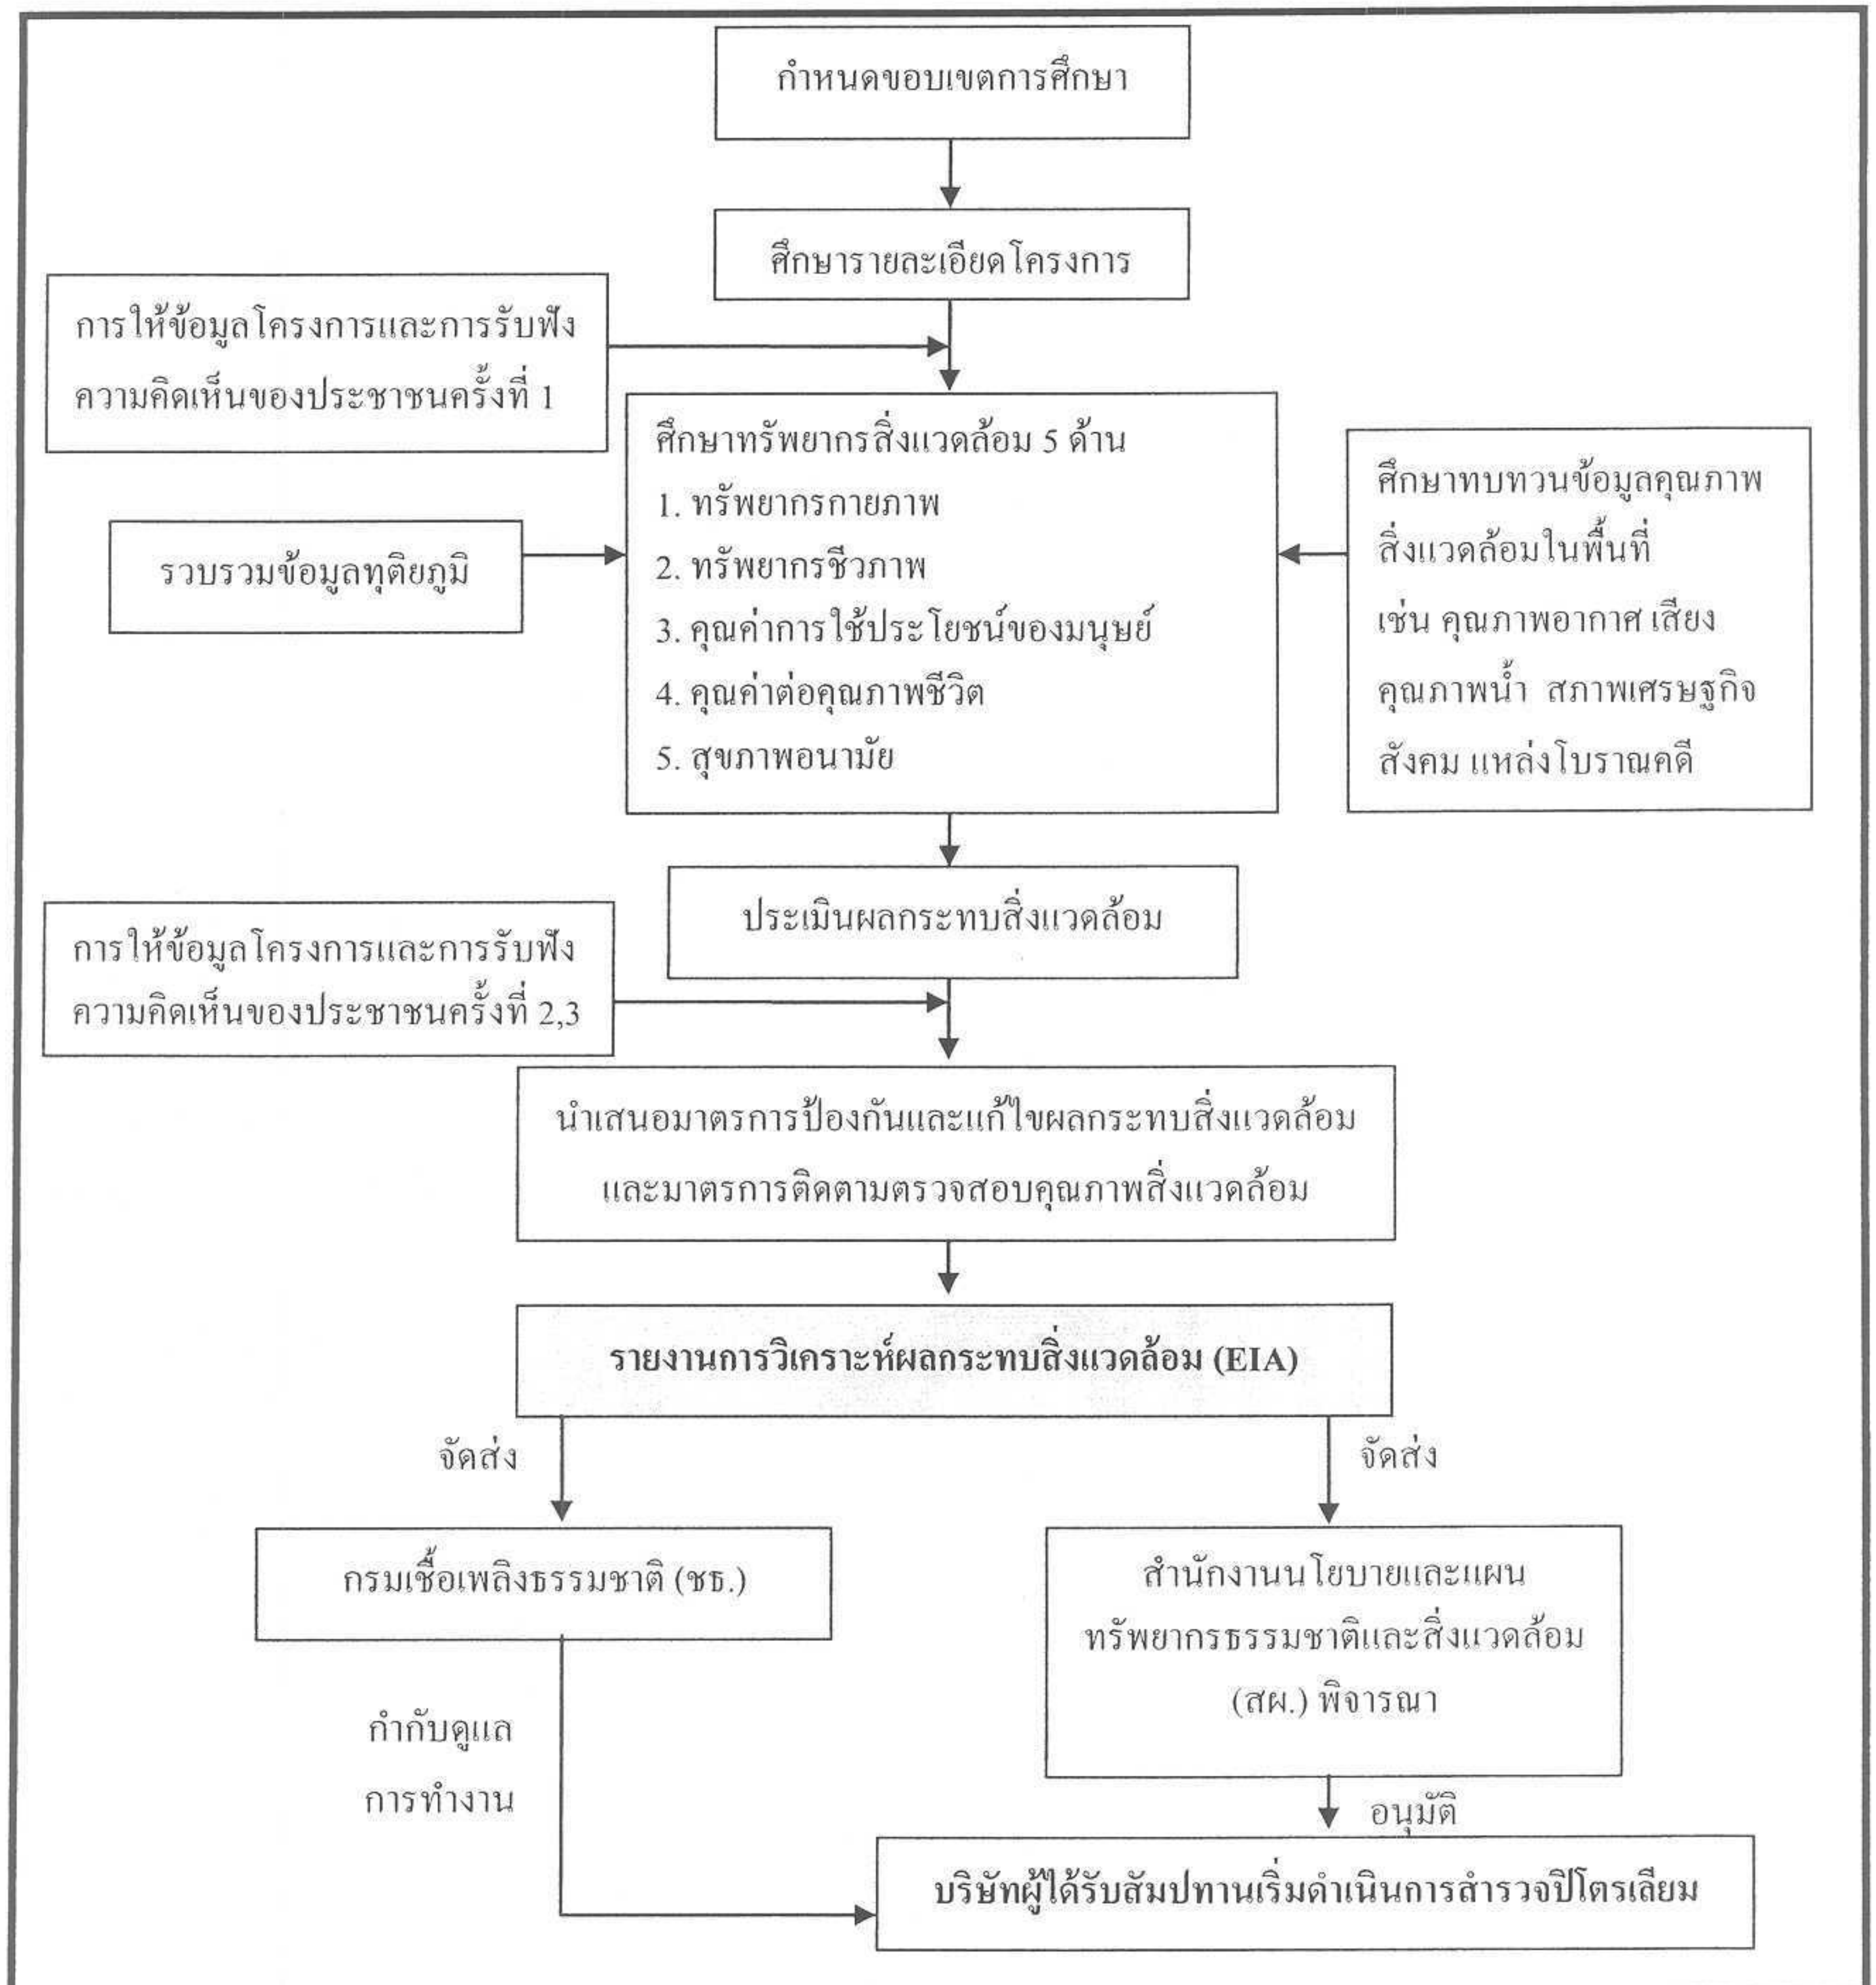 กำหนดขอบเขตการศึกษา
ศึกษารายละเอียดโครงการ
การให้ข้อมูลโครงการและการรับฟัง
ความคิดเห็นของประชาชนครั้งที่ 1
ศึกษาทรัพยากรสิ่งแวดล้อม 5 ด้าน
1. ทรัพยากรกายภาพ
2. ทรัพยากรชีวภาพ
3. คุณค่าการใช้ประโยชน์ของมนุษย์
4. คุณค่าต่อคุณภาพชีวิต
5. สุขภาพอนามัย
รวบรวมข้อมูลทุติยภูมิ
ศึกษาทบทวนข้อมูลคุณภาพ
สิ่งแวดล้อมในพื้นที่
เช่น คุณภาพอากาศ เสียง
คุณภาพน้ำ สภาพเศรษฐกิจ
สังคม แหล่งโบราณคดี
ประเมินผลกระทบสิ่งแวดล้อม
การให้ข้อมูลโครงการและการรับฟัง
ความคิดเห็นของประชาชนครั้งที่ 2,3
นำเสนอมาตรการป้องกันและแก้ไขผลกระทบสิ่งแวดล้อม
และมาตรการติดตามตรวจสอบคุณภาพสิ่งแวดล้อม
รายงานการวิเคราะห์ผลกระทบสิ่งแวดล้อม (EIA)
จัดส่ง
จัดส่ง
กรมเชื้อเพลิงธรรมชาติ (ชธ.)
สำนักงานนโยบายและแผน
ทรัพยากรธรรมชาติและสิ่งแวดล้อม
(สผ.) พิจารณา
กำกับดูแล
การทำงาน
อนุมัติ
บริษัทผู้ได้รับสัมปทานเริ่มดำเนินการสำรวจปิโตรเลียม